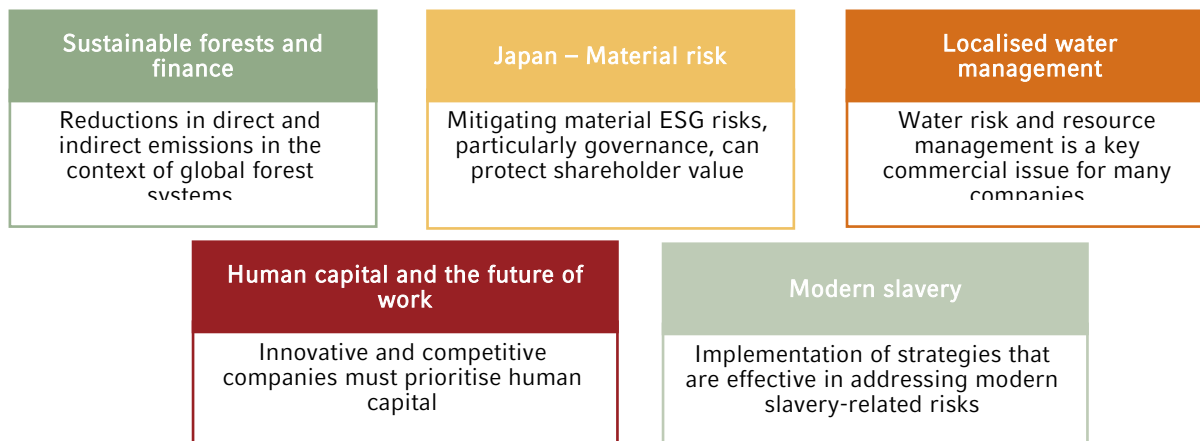 Sustainable forests and
finance
Reductions in direct and
indirect emissions in the
context of global forest
systems
Japan – Material risk
Mitigating material ESG risks,
particularly governance, can
protect shareholder value
Localised water
management
Water risk and resource
management is a key
commercial issue for many
companies
Human capital and the future of
work
Innovative and competitive
companies must prioritise human
capital
Modern slavery
Implementation of strategies that
are effective in addressing modern
slavery-related risks